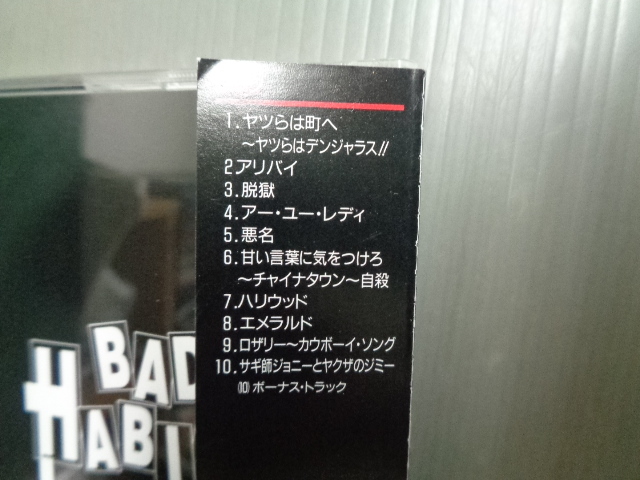 1.ヤツらは町へ
～ヤツらはデンジャラス!!
2.アリバイ
3.脱獄
4.アー・ユー・レディ
5.悪名
6.甘い言葉に気をつけろ
～チャイナタウン～自殺
7.ハリウッド
8.エメラルド
9.ロザリー～カウボーイ・ソング
10.サギ師ジョニーとヤクザのジミー
(10)ボーナス・トラック
BAD
HABI